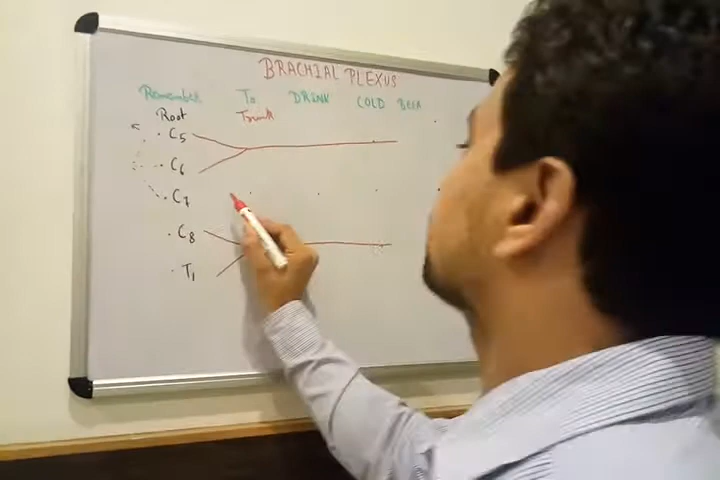 BRACHIAL PLEXUS
Remember To DRINK COLD BEER
Root Trunk
C5
C6
C7
C8
T1